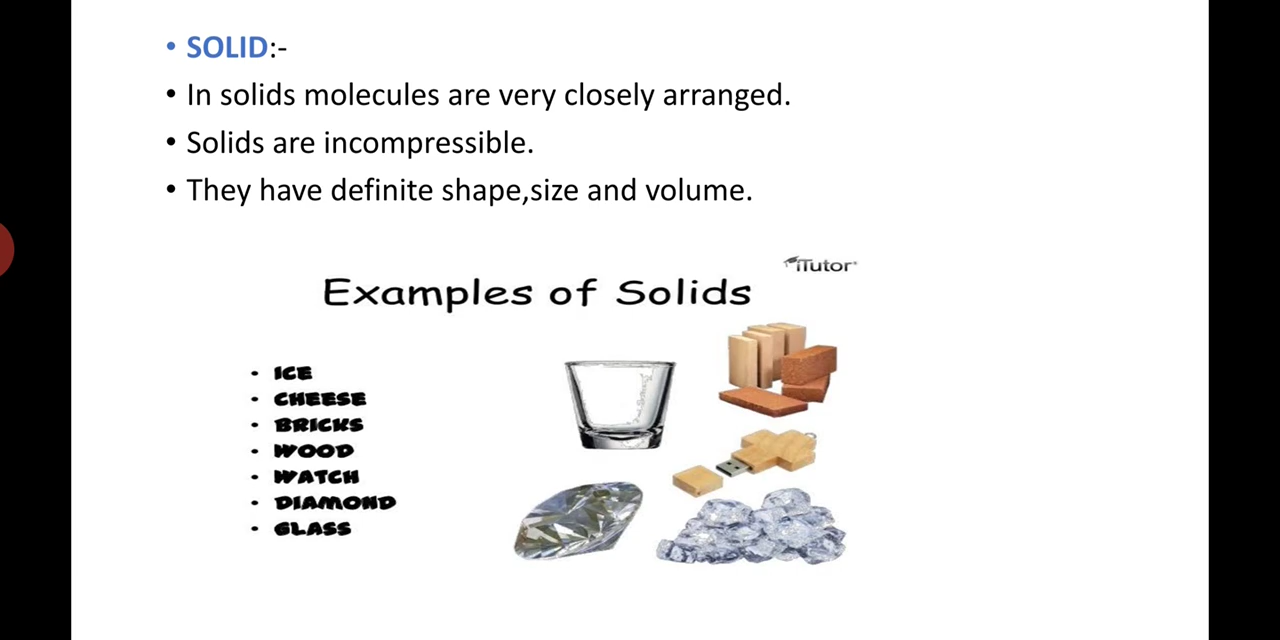 • SOLID:-
• In solids molecules are very closely arranged.
• Solids are incompressible.
• They have definite shape,size and volume.
iTutor
Examples of Solids
• ICE
• CHEESE
• BRICKS
• WOOD
• WATCH
• DIAMOND
• GLASS